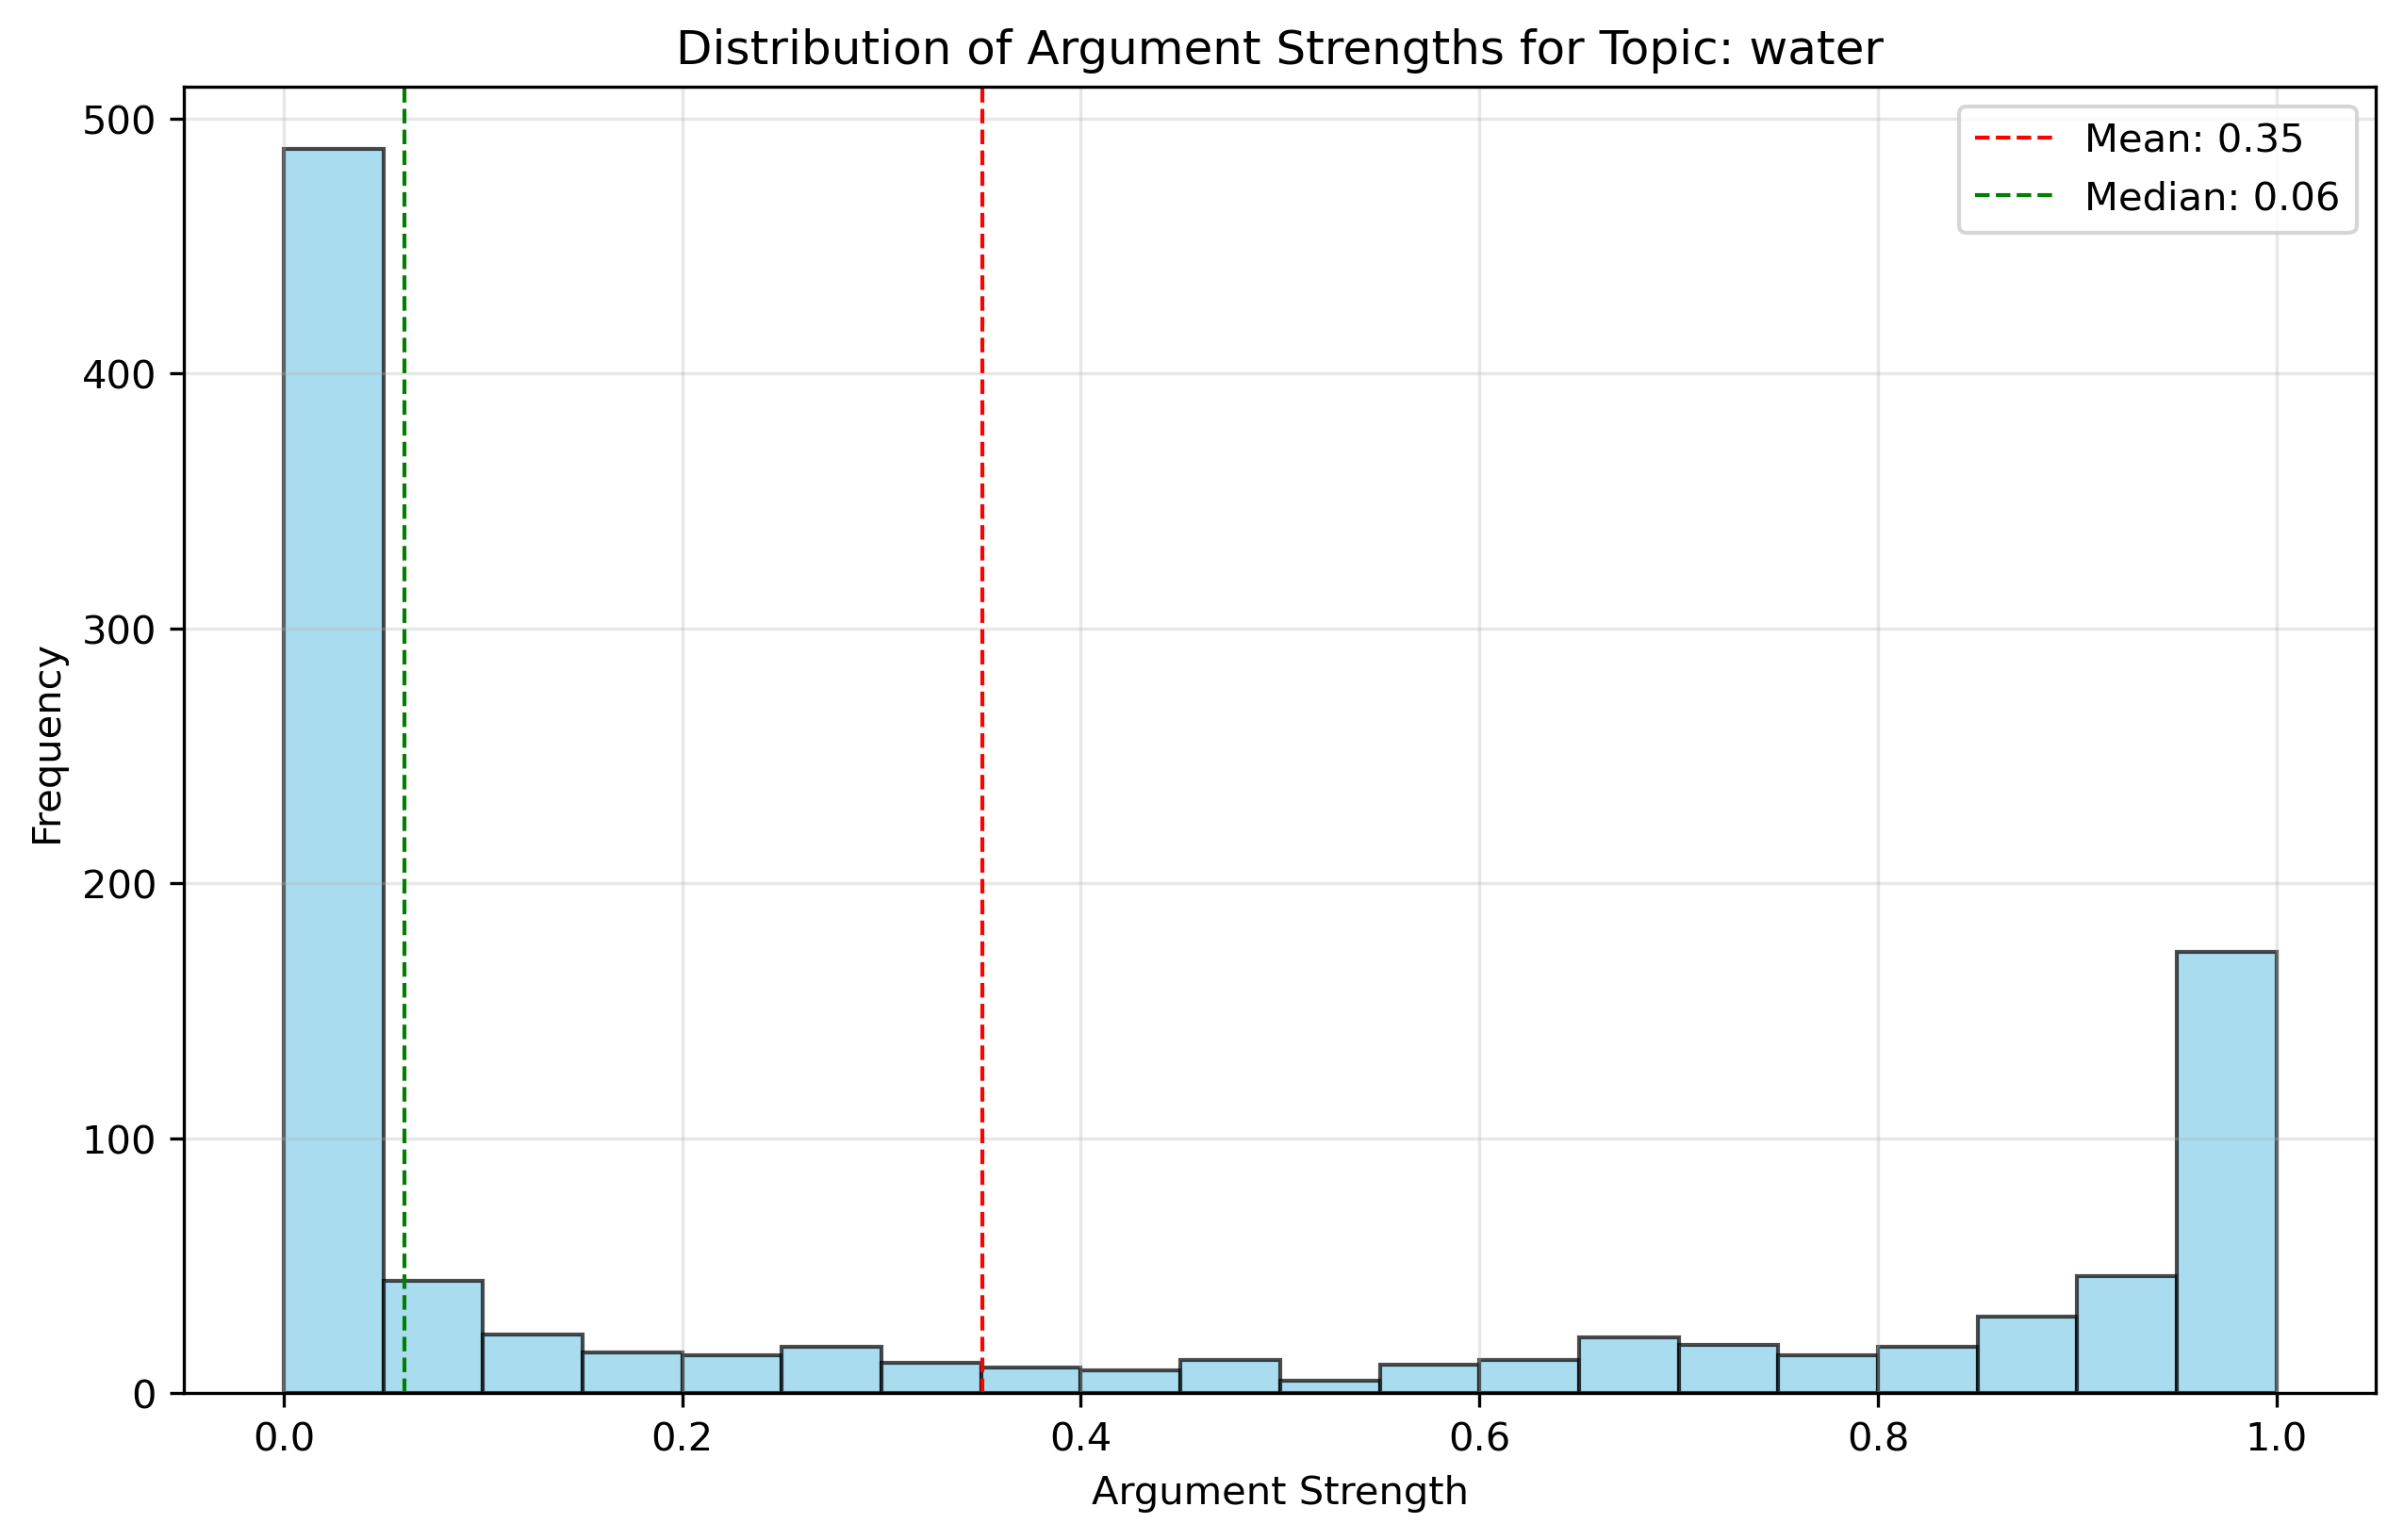 Distribution of Argument Strengths for Topic: water
Mean: 0.35
Median: 0.06
500
400
300
200
100
0
Frequency
0.0 0.2 0.4 0.6 0.8 1.0
Argument Strength